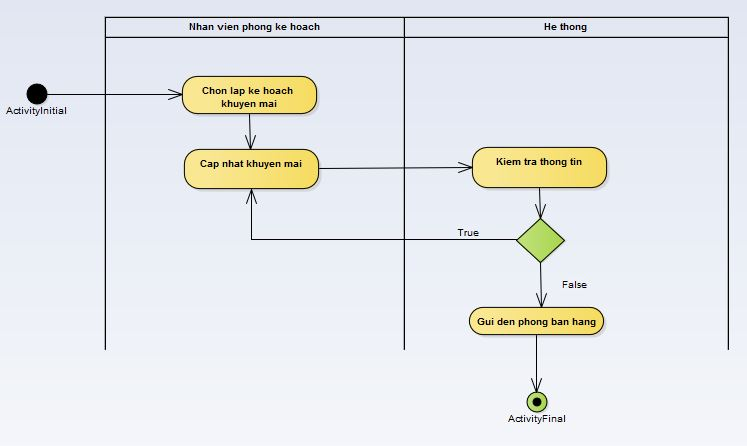 Nhan vien phong ke hoach
He thong
ActivityInitial
Chon lap ke hoach
khuyen mai
Cap nhat khuyen mai
Kiem tra thong tin
True
False
Gui den phong ban hang
ActivityFinal